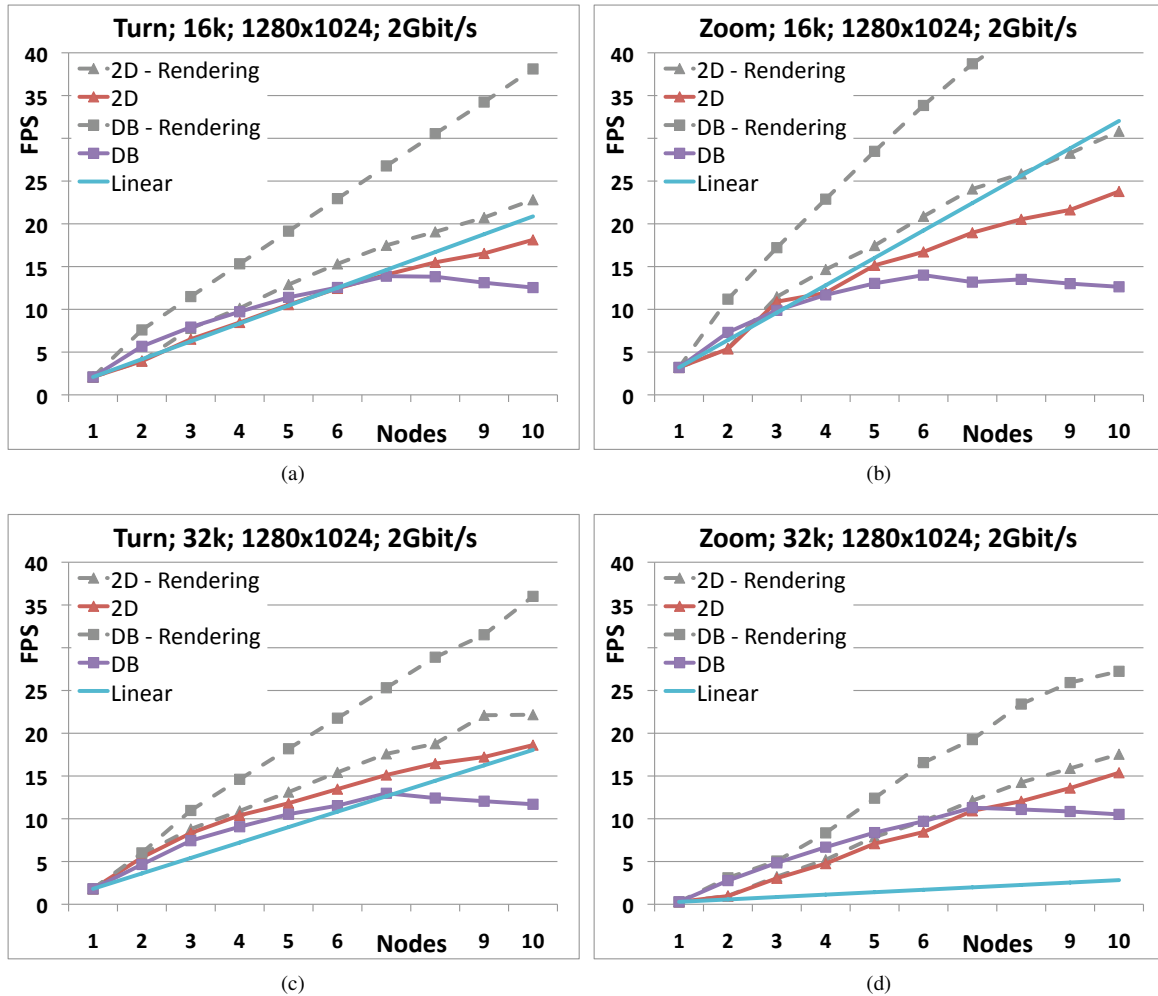 Turn; 16k; 1280x1024; 2Gbit/s
40
35
30
25
20
15
10
5
0
FPS
2D - Rendering
2D
DB - Rendering
DB
Linear
1 2 3 4 5 6 Nodes 9 10
(a)
Zoom; 16k; 1280x1024; 2Gbit/s
40
35
30
25
20
15
10
5
0
FPS
2D - Rendering
2D
DB - Rendering
DB
Linear
1 2 3 4 5 6 Nodes 9 10
(b)
Turn; 32k; 1280x1024; 2Gbit/s
40
35
30
25
20
15
10
5
0
FPS
2D - Rendering
2D
DB - Rendering
DB
Linear
1 2 3 4 5 6 Nodes 9 10
(c)
Zoom; 32k; 1280x1024; 2Gbit/s
40
35
30
25
20
15
10
5
0
FPS
2D - Rendering
2D
DB - Rendering
DB
Linear
1 2 3 4 5 6 Nodes 9 10
(d)